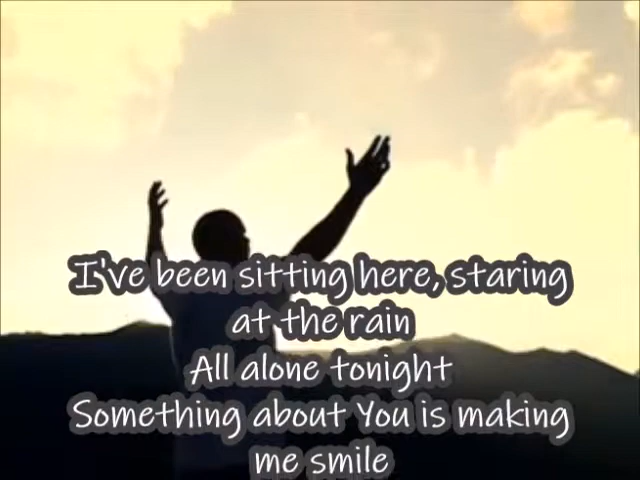 I've been sitting here, staring
at the rain
All alone tonight
Something about You is making
me smile